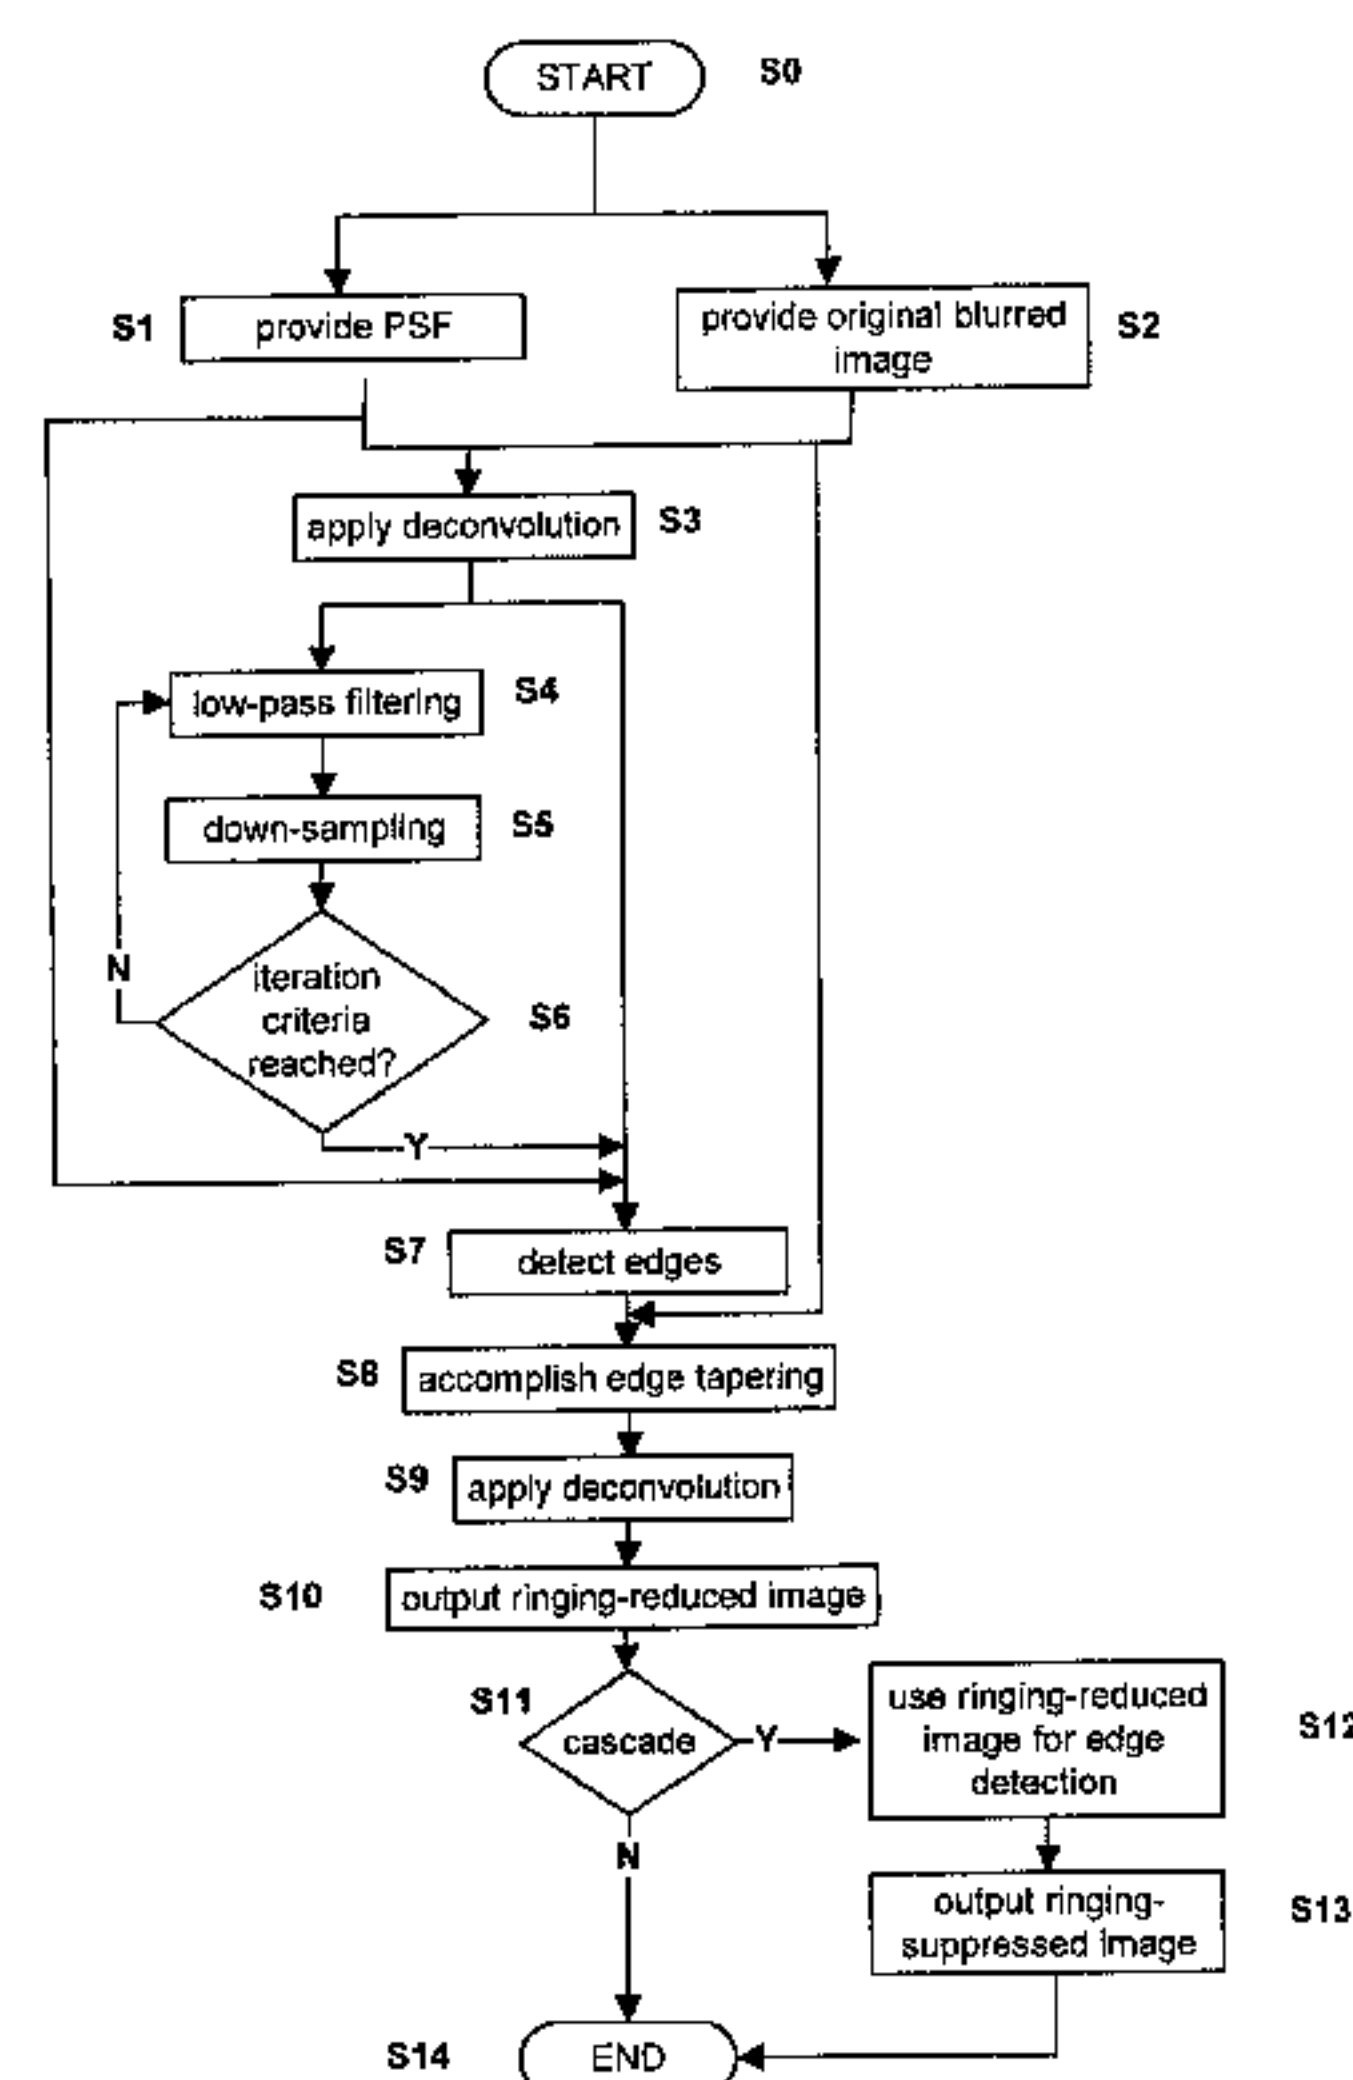 START
S0
S1
provide PSF
provide original blurred
image
S2
apply deconvolution
S3
low-pass filtering
S4
down-sampling
S5
N
iteration
criteria
reached?
S6
Y
S7
detect edges
S8
accomplish edge tapering
S9
apply deconvolution
S10
output ringing-reduced image
S11
cascade
Y
use ringing-reduced
image for edge
detection
S12
N
output ringing-
suppressed image
S13
S14
END